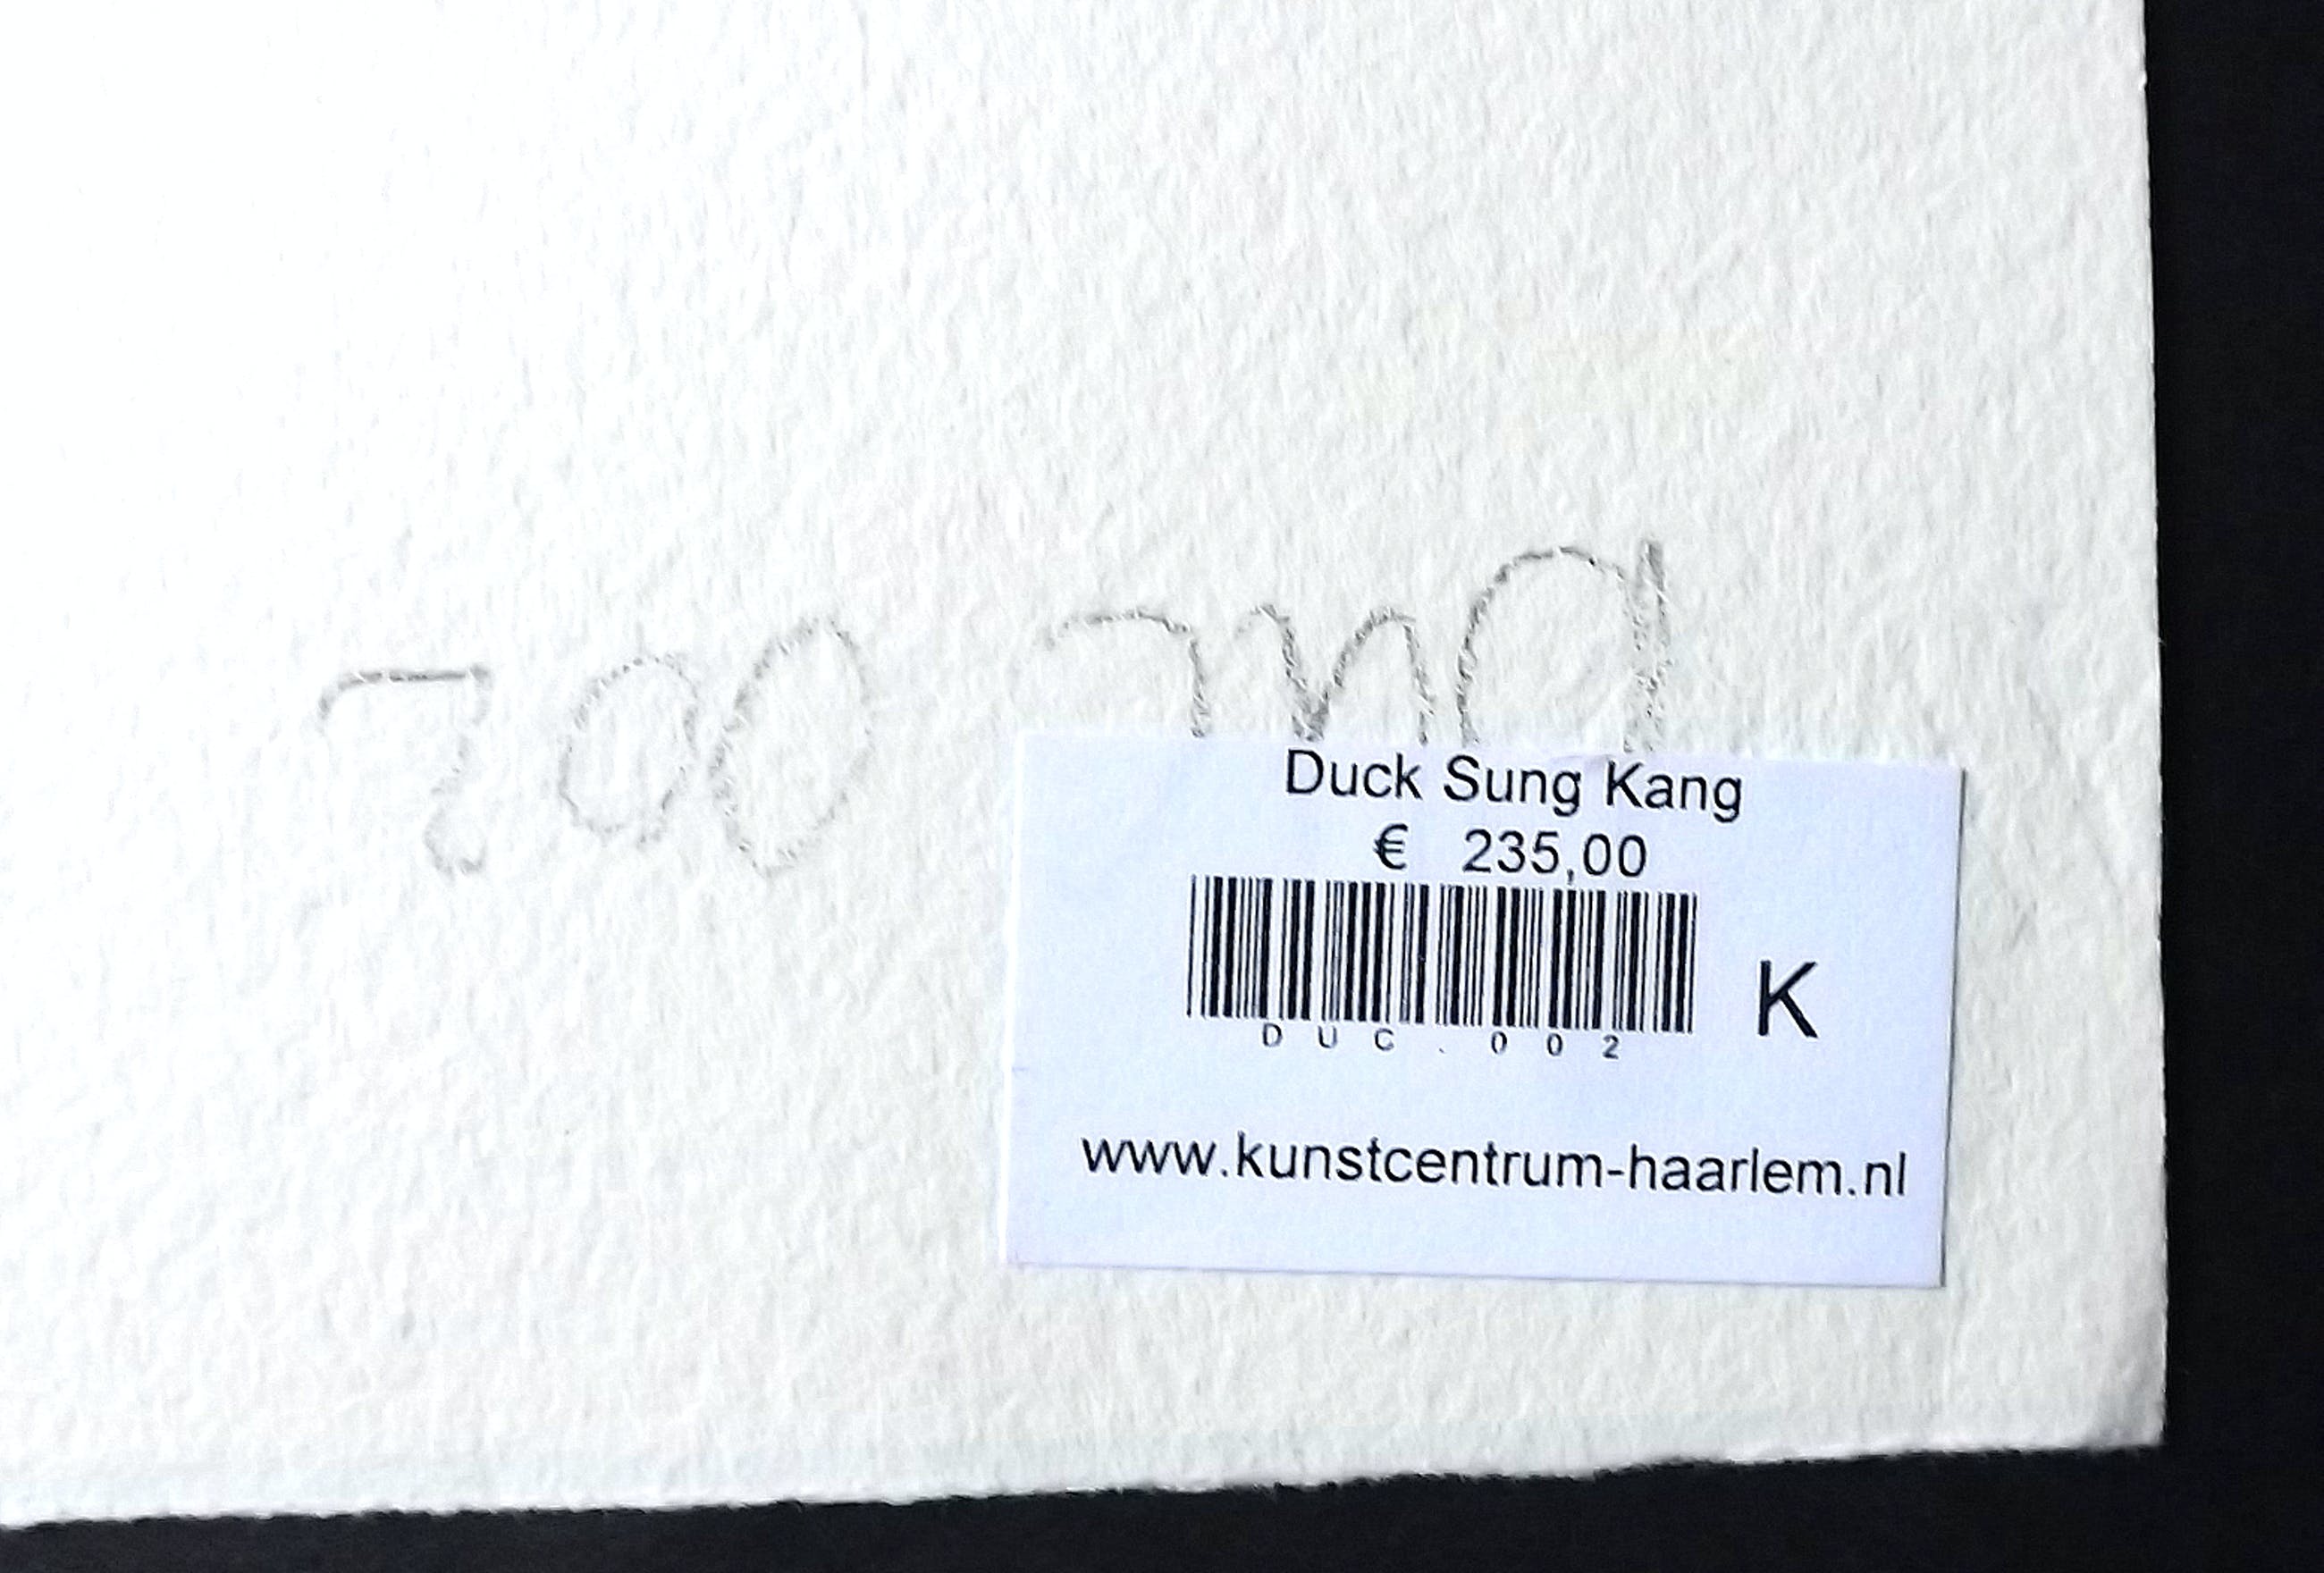 Duck Sung Kang
€ 235,00
DUC.002
K
www.kunstcentrum-haarlem.nl